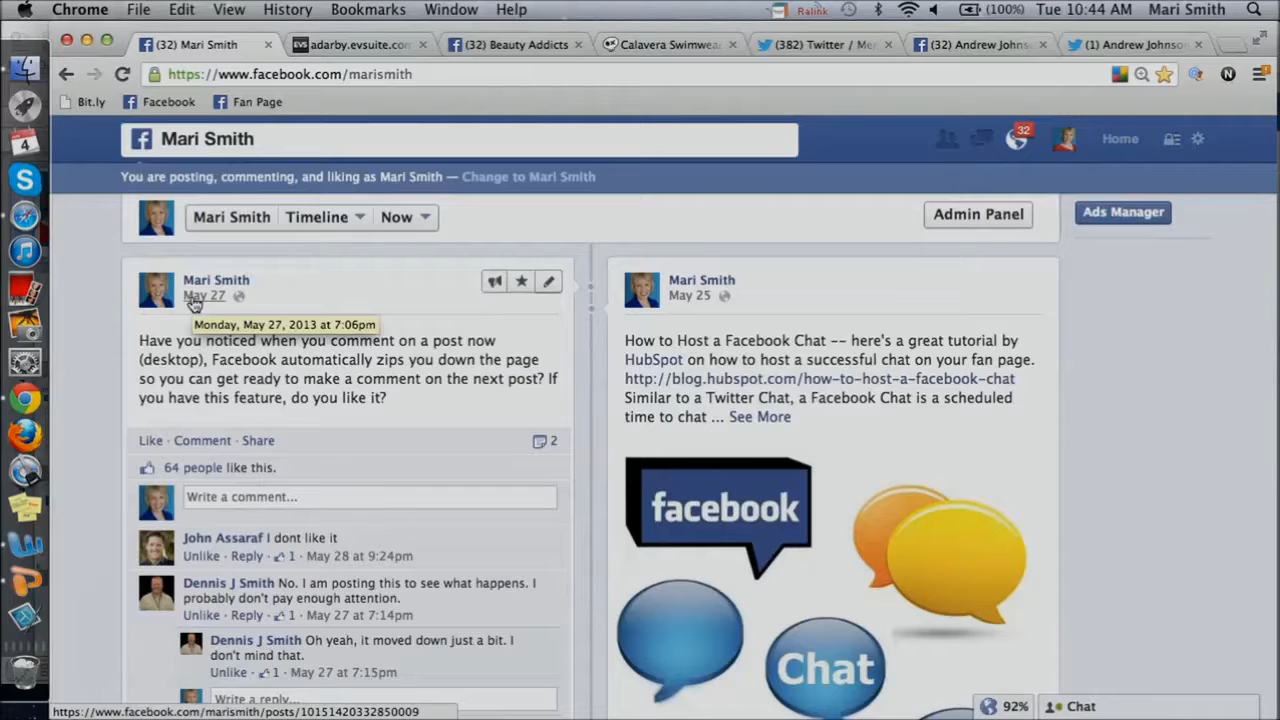 Chrome File Edit View History Bookmarks Window Help Ralink (100%) Tue 10:44 AM Mari Smith
(32) Mari Smith adarby.evsuite.co (32) Beauty Addicts Calavera Swimwea (382) Twitter / Me (32) Andrew Johns (1) Andrew Johnso
https://www.facebook.com/marismith
Bit.ly Facebook Fan Page
Mari Smith 32 Home
You are posting, commenting, and liking as Mari Smith — Change to Mari Smith
Mari Smith Timeline Now Admin Panel Ads Manager
Mari Smith
May 27
Monday, May 27, 2013 at 7:06pm
Have you noticed when you comment on a post now
(desktop), Facebook automatically zips you down the page
so you can get ready to make a comment on the next post? If
you have this feature, do you like it?
Like · Comment · Share 2
64 people like this.
Write a comment...
John Assaraf I dont like it
Unlike · Reply · 1 · May 28 at 9:24pm
Dennis J Smith No. I am posting this to see what happens. I
probably don't pay enough attention.
Unlike · Reply · 1 · May 27 at 7:14pm
Dennis J Smith Oh yeah, it moved down just a bit. I
don't mind that.
Unlike · 1 · May 27 at 7:15pm
Write a reply...
Mari Smith
May 25
How to Host a Facebook Chat -- here's a great tutorial by
HubSpot on how to host a successful chat on your fan page.
http://blog.hubspot.com/how-to-host-a-facebook-chat
Similar to a Twitter Chat, a Facebook Chat is a scheduled
time to chat ... See More
facebook
Chat
https://www.facebook.com/marismith/posts/10151420332850009
92% Chat